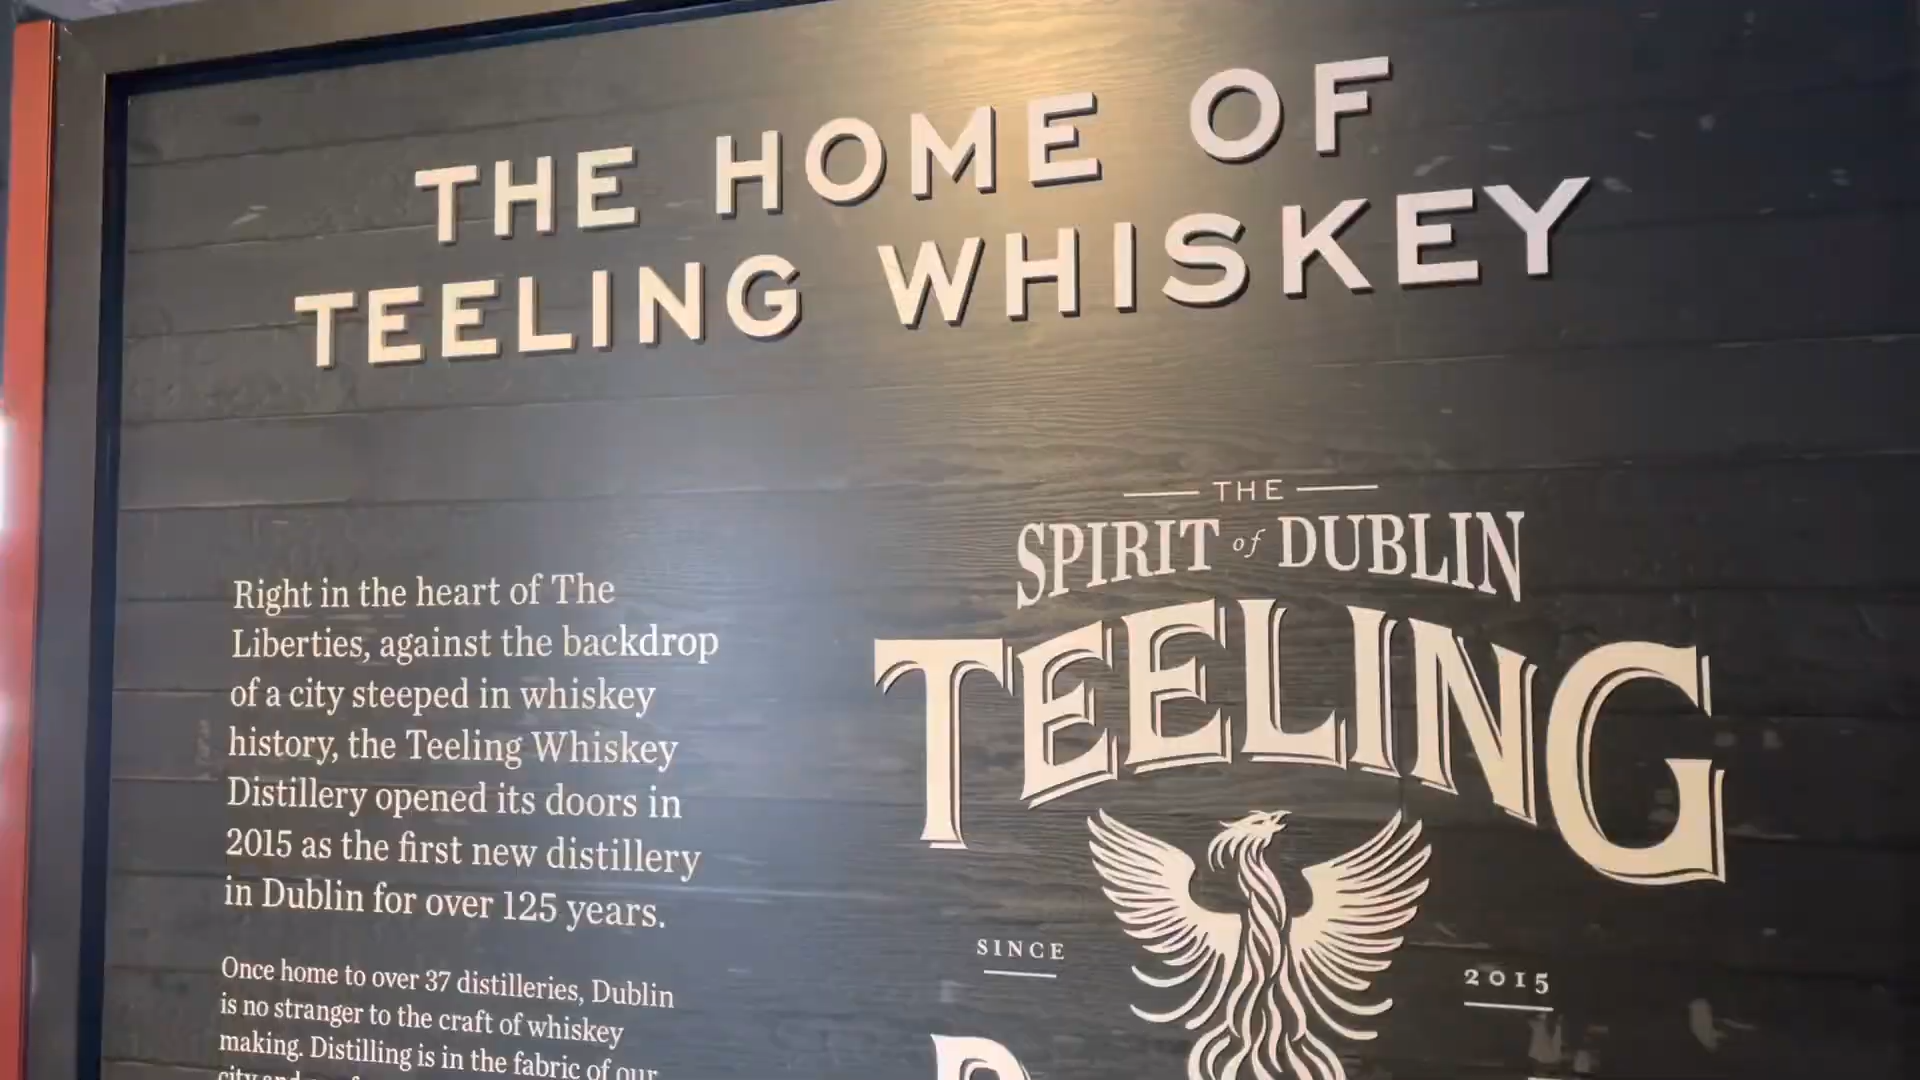 THE HOME OF
TEELING WHISKEY
Right in the heart of The
Liberties, against the backdrop
of a city steeped in whiskey
history, the Teeling Whiskey
Distillery opened its doors in
2015 as the first new distillery
in Dublin for over 125 years.
Once home to over 37 distilleries, Dublin
is no stranger to the craft of whiskey
making. Distilling is in the fabric of our
city and
THE
SPIRIT of DUBLIN
TEELING
SINCE
2015